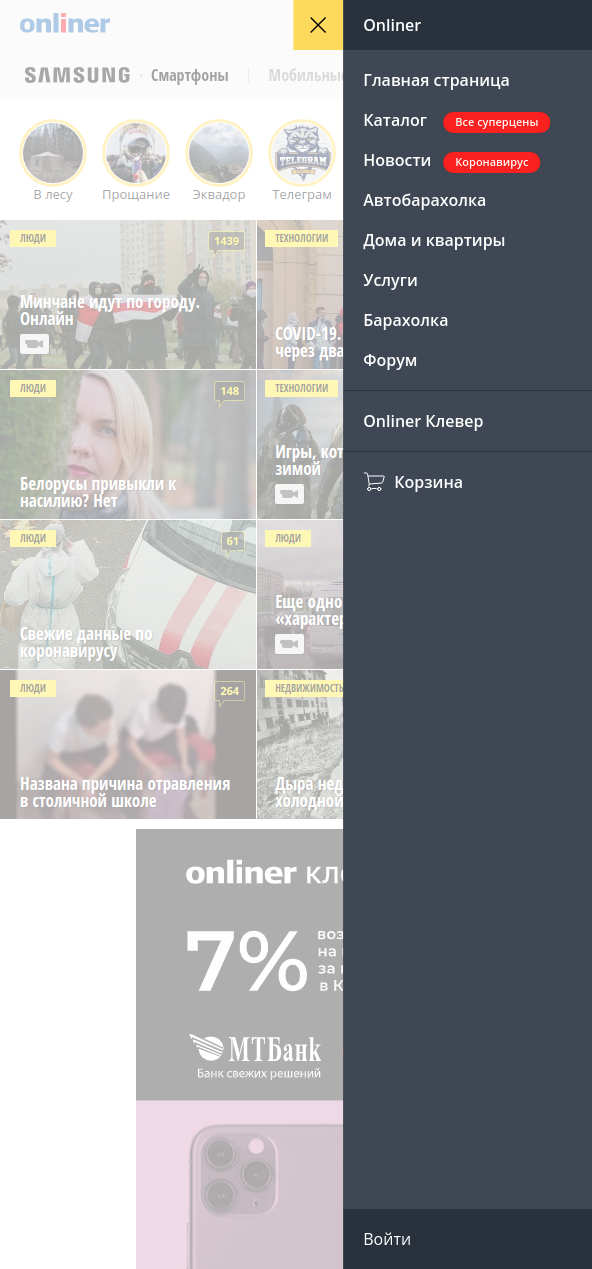 onliner
Onliner
SAMSUNG · Смартфоны
Мобильные
Главная страница
Каталог
Все суперцены
Новости
Коронавирус
Автобарахолка
Дома и квартиры
Услуги
Барахолка
Форум
Onliner Клевер
Корзина
Войти
В лесу
Прощание
Эквадор
TELEGRAM
Телеграм
ЛЮДИ
1439
Минчане идут по городу.
Онлайн
ТЕХНОЛОГИИ
COVID-19.
через два
ЛЮДИ
148
Белорусы привыкли к
насилию? Нет
ТЕХНОЛОГИИ
Игры, кот
зимой
ЛЮДИ
61
Свежие данные по
коронавирусу
ЛЮДИ
Еще одно
«характер
ЛЮДИ
264
Названа причина отравления
в столичной школе
НЕДВИЖИМОСТЬ
Дыра нед
холодной
onliner кле
7%
воз
на
за
в К
МТБанк
Банк свежих решений